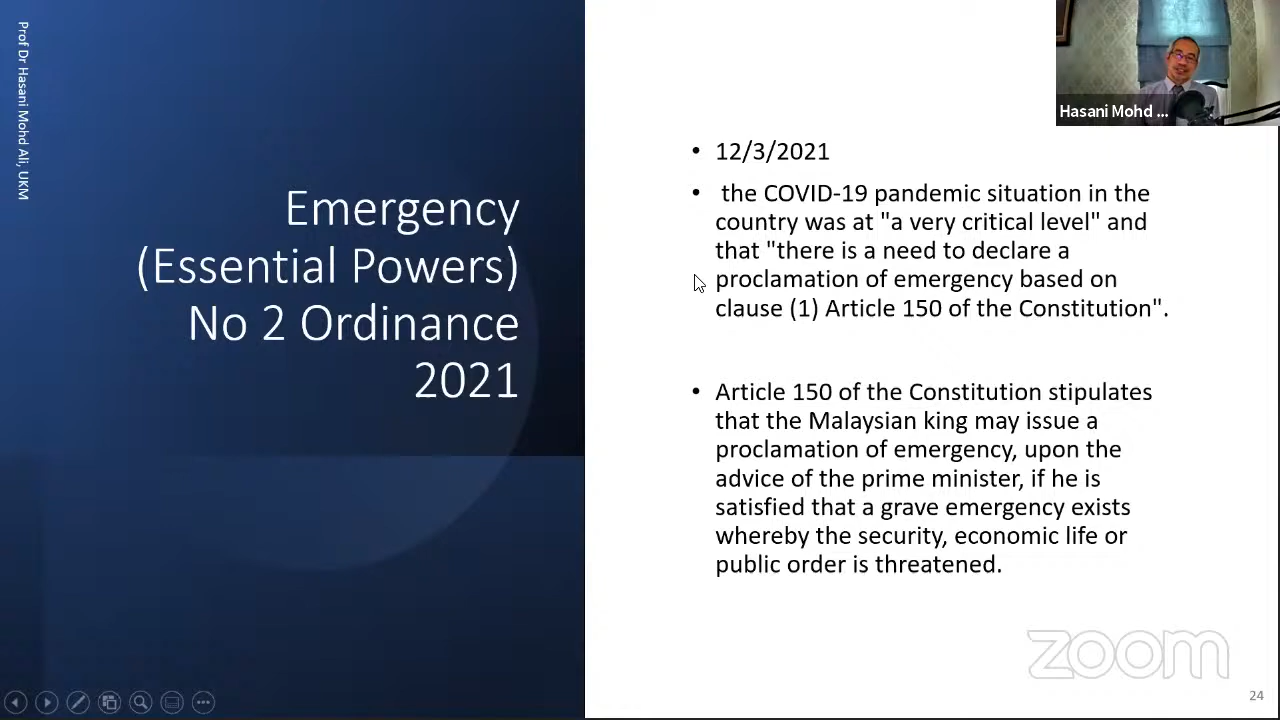 Prof Dr Hasani Mohd Ali, UKM
Emergency
(Essential Powers)
No 2 Ordinance
2021
Hasani Mohd ...
• 12/3/2021
• the COVID-19 pandemic situation in the
country was at "a very critical level" and
that "there is a need to declare a
proclamation of emergency based on
clause (1) Article 150 of the Constitution".
• Article 150 of the Constitution stipulates
that the Malaysian king may issue a
proclamation of emergency, upon the
advice of the prime minister, if he is
satisfied that a grave emergency exists
whereby the security, economic life or
public order is threatened.
zoom
24